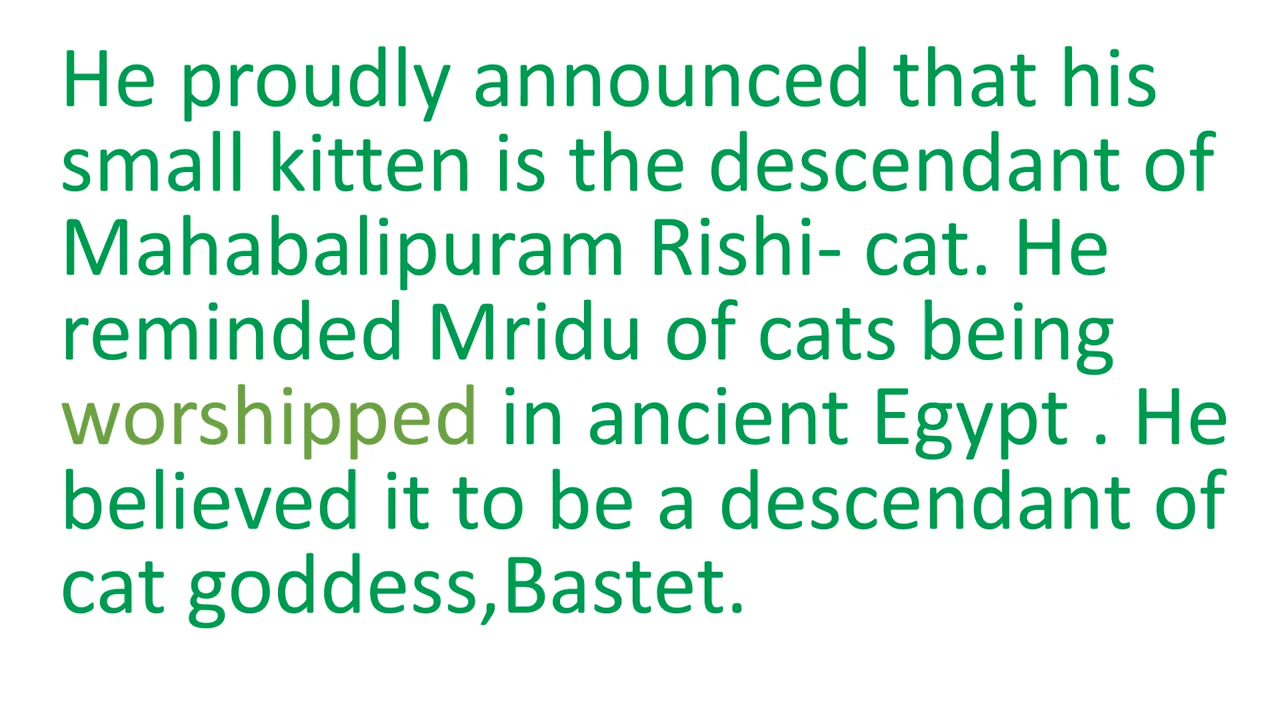 He proudly announced that his
small kitten is the descendant of
Mahabalipuram Rishi- cat. He
reminded Mridu of cats being
worshipped in ancient Egypt . He
believed it to be a descendant of
cat goddess,Bastet.